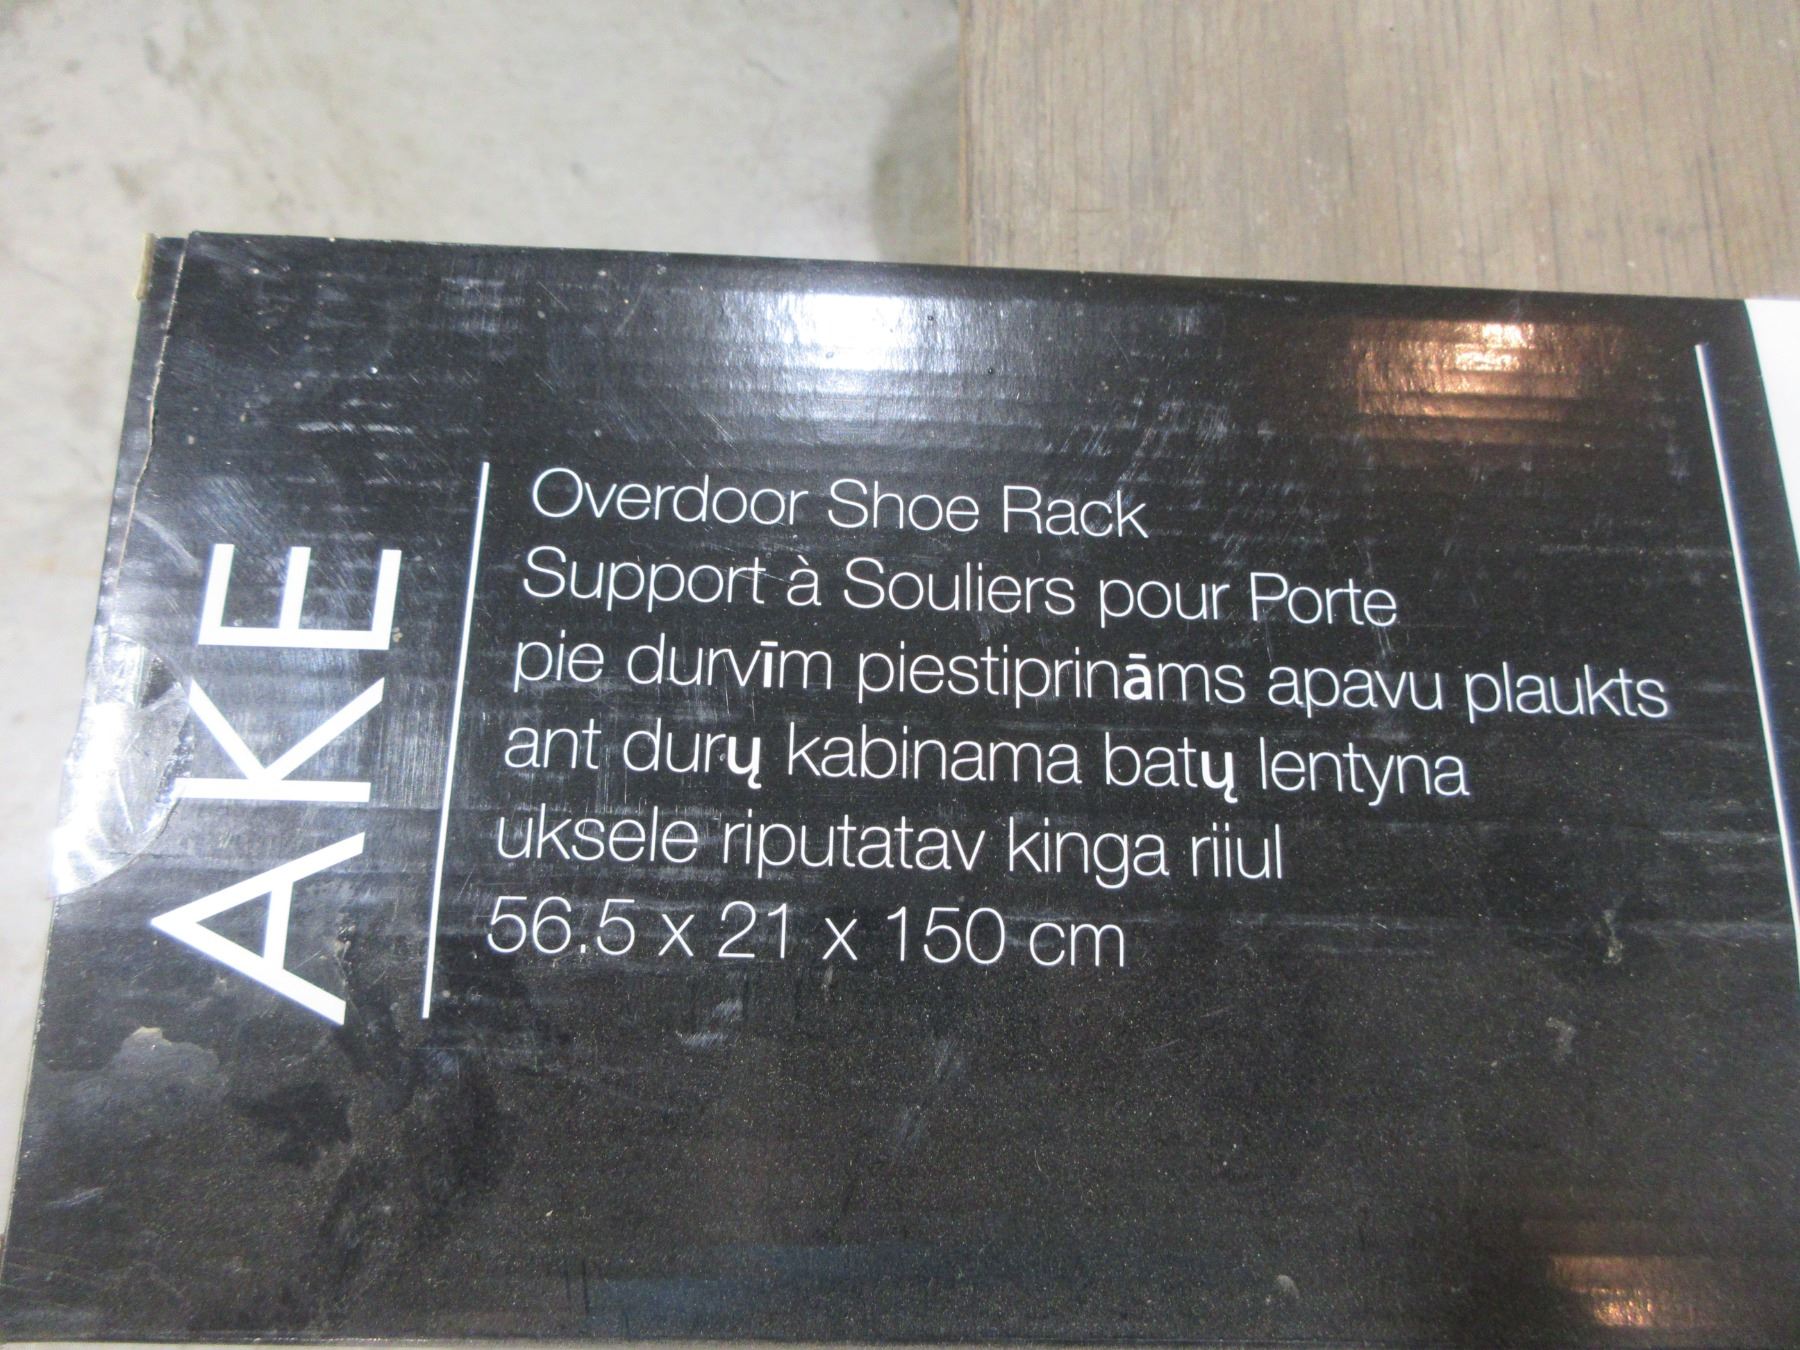 AKE
Overdoor Shoe Rack
Support à Souliers pour Porte
pie durvīm piestiprināms apavu plaukts
ant durų kabinama batų lentyna
uksele riputatav kinga riiul
56.5 x 21 x 150 cm